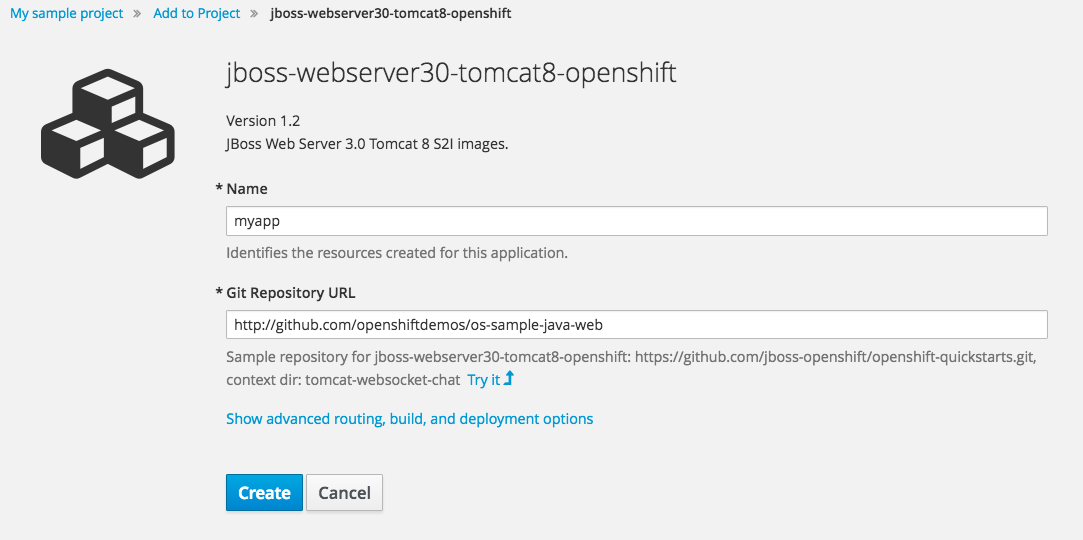 My sample project » Add to Project » jboss-webserver30-tomcat8-openshift
jboss-webserver30-tomcat8-openshift
Version 1.2
JBoss Web Server 3.0 Tomcat 8 S2I images.
* Name
myapp
Identifies the resources created for this application.
* Git Repository URL
http://github.com/openshiftdemos/os-sample-java-web
Sample repository for jboss-webserver30-tomcat8-openshift: https://github.com/jboss-openshift/openshift-quickstarts.git,
context dir: tomcat-websocket-chat Try it
Show advanced routing, build, and deployment options
Create Cancel